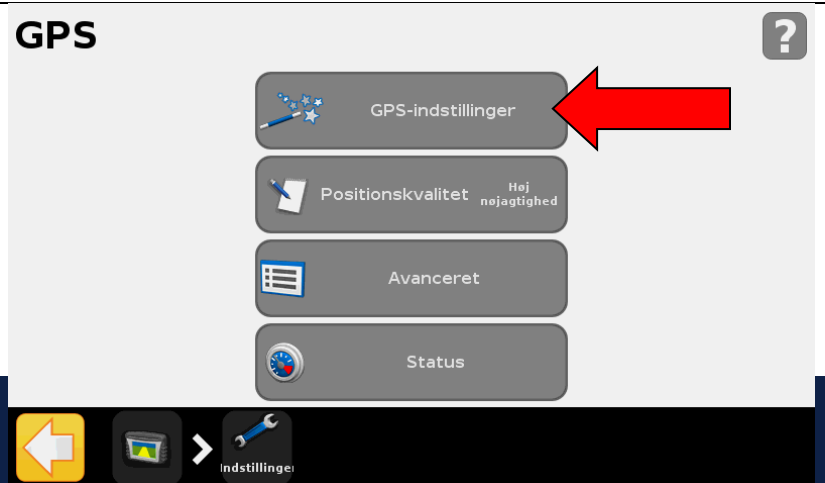 GPS
?
GPS-indstillinger
Positionskvalitet
Høj
nøjagtighed
Avanceret
Status
Indstillinger